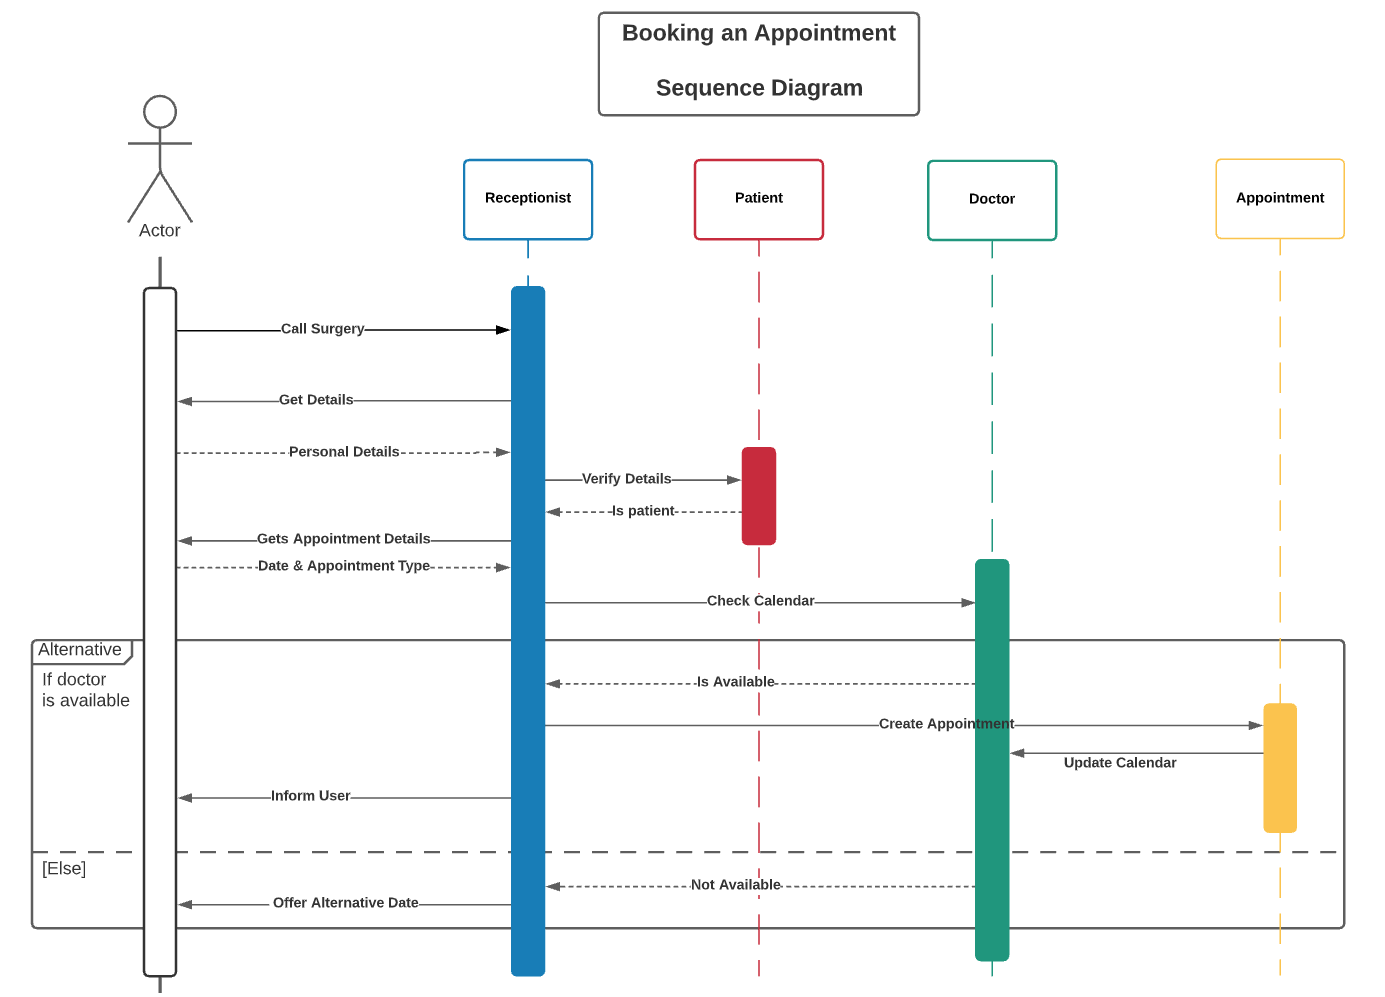 Booking an Appointment
Sequence Diagram
Actor
Receptionist
Patient
Doctor
Appointment
Call Surgery
Get Details
Personal Details
Verify Details
Is patient
Gets Appointment Details
Date & Appointment Type
Check Calendar
Alternative
If doctor
is available
Is Available
Create Appointment
Update Calendar
Inform User
[Else]
Not Available
Offer Alternative Date